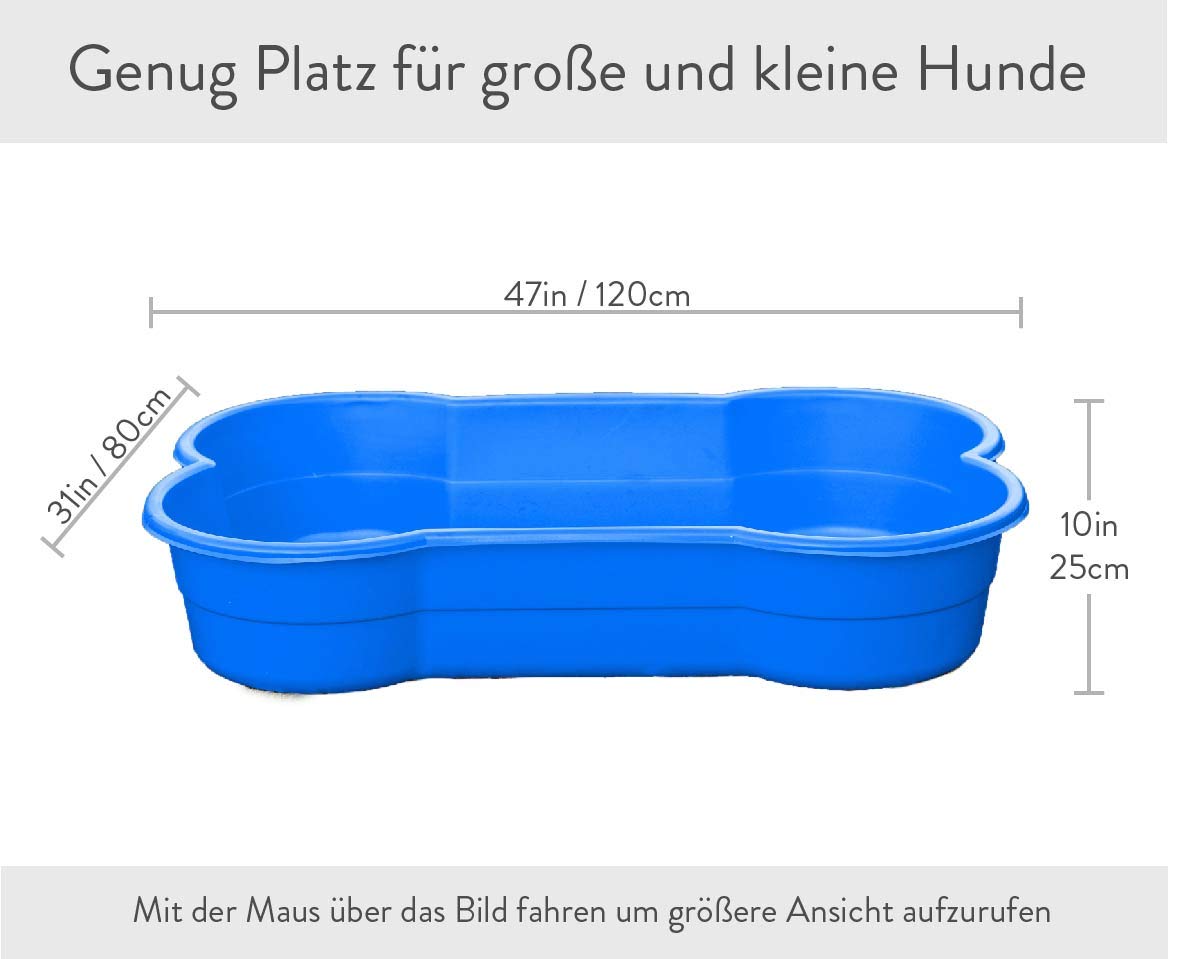 Genug Platz für große und kleine Hunde
47in / 120cm
31in / 80cm
10in
25cm
Mit der Maus über das Bild fahren um größere Ansicht aufzurufen